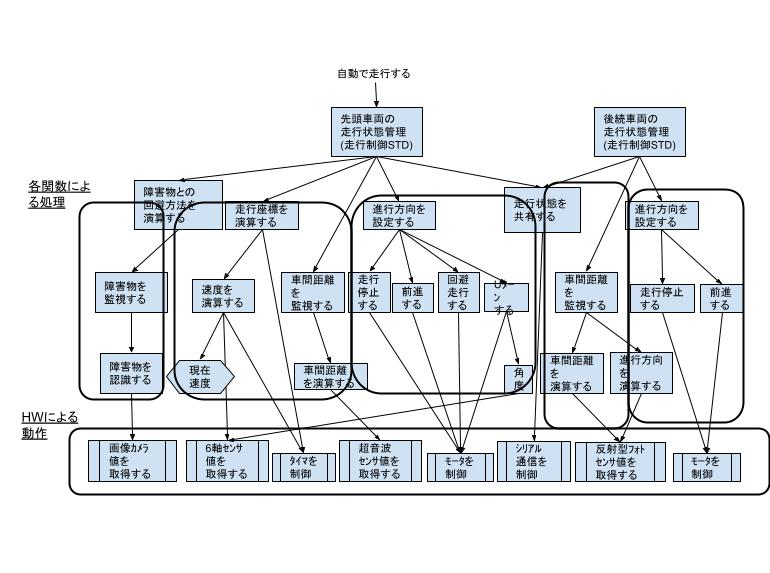 自動で走行する
先頭車両の
走行状態管理
(走行制御STD)
後続車両の
走行状態管理
(走行制御STD)
各関数によ
る処理
障害物との
回避方法を
演算する
走行座標を
演算する
進行方向を
設定する
走行状態を
共有する
進行方向を
設定する
障害物を
監視する
速度を
演算する
車間距離
を
監視する
走行
停止
する
前進
する
回避
走行
する
Uター
ン
する
車間距離
を
監視する
走行停止
する
前進
する
障害物を
認識する
現在
速度
車間距離
を演算する
角
度
車間距離
を
演算する
進行方向
を
演算する
HWによる
動作
画像カメラ
値を
取得する
6軸センサ
値を
取得する
タイマを
制御
超音波
センサ値を
取得する
モータを
制御
シリアル
通信を
制御
反射型フォト
センサ値を
取得する
モータを
制御